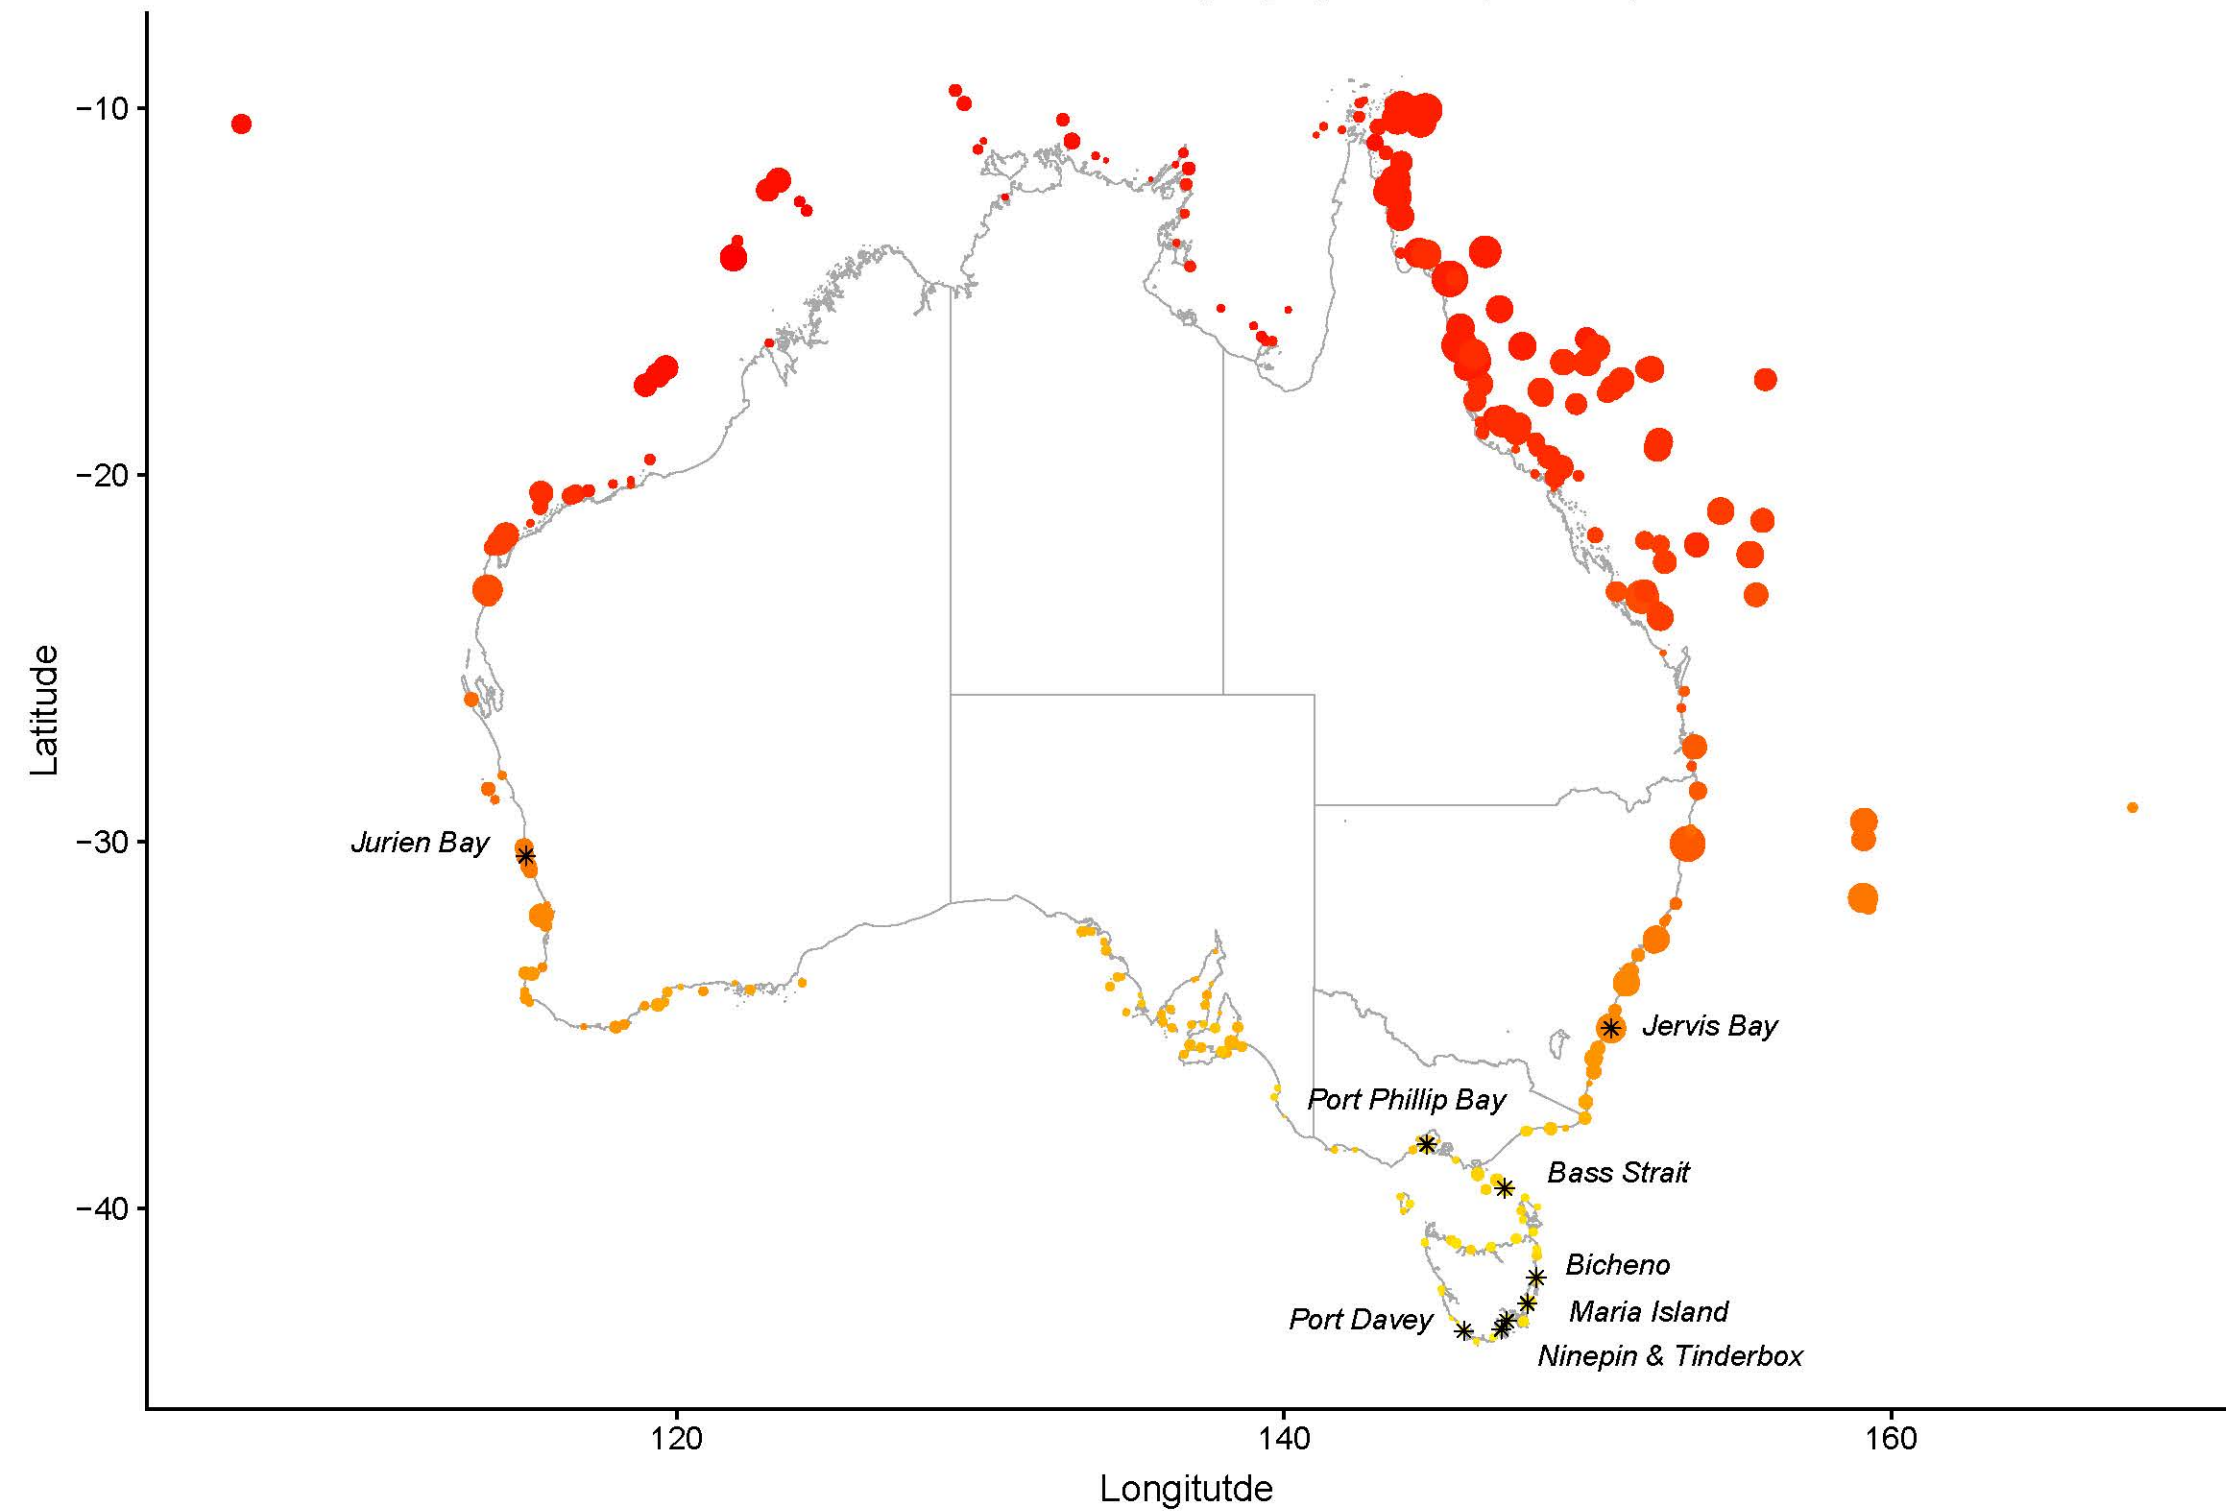 −10
−20
−30
−40
Latitude
Jurien Bay
Jervis Bay
Port Phillip Bay
Bass Strait
Bicheno
Maria Island
Port Davey
Ninepin & Tinderbox
120
140
160
Longitutde